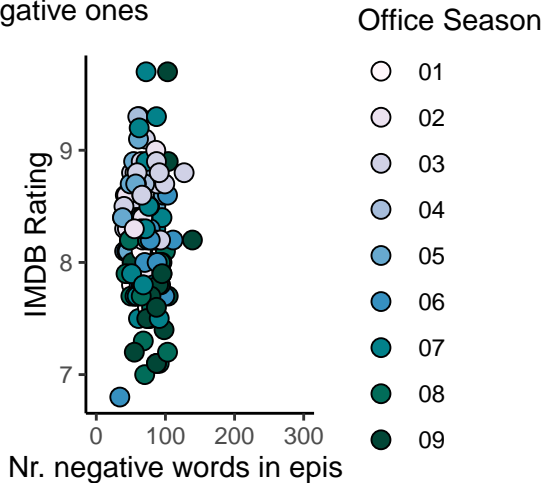 gative ones
Office Season
01
02
03
04
05
06
07
08
09
IMDB Rating
9
8
7
0 100 200 300
Nr. negative words in epis